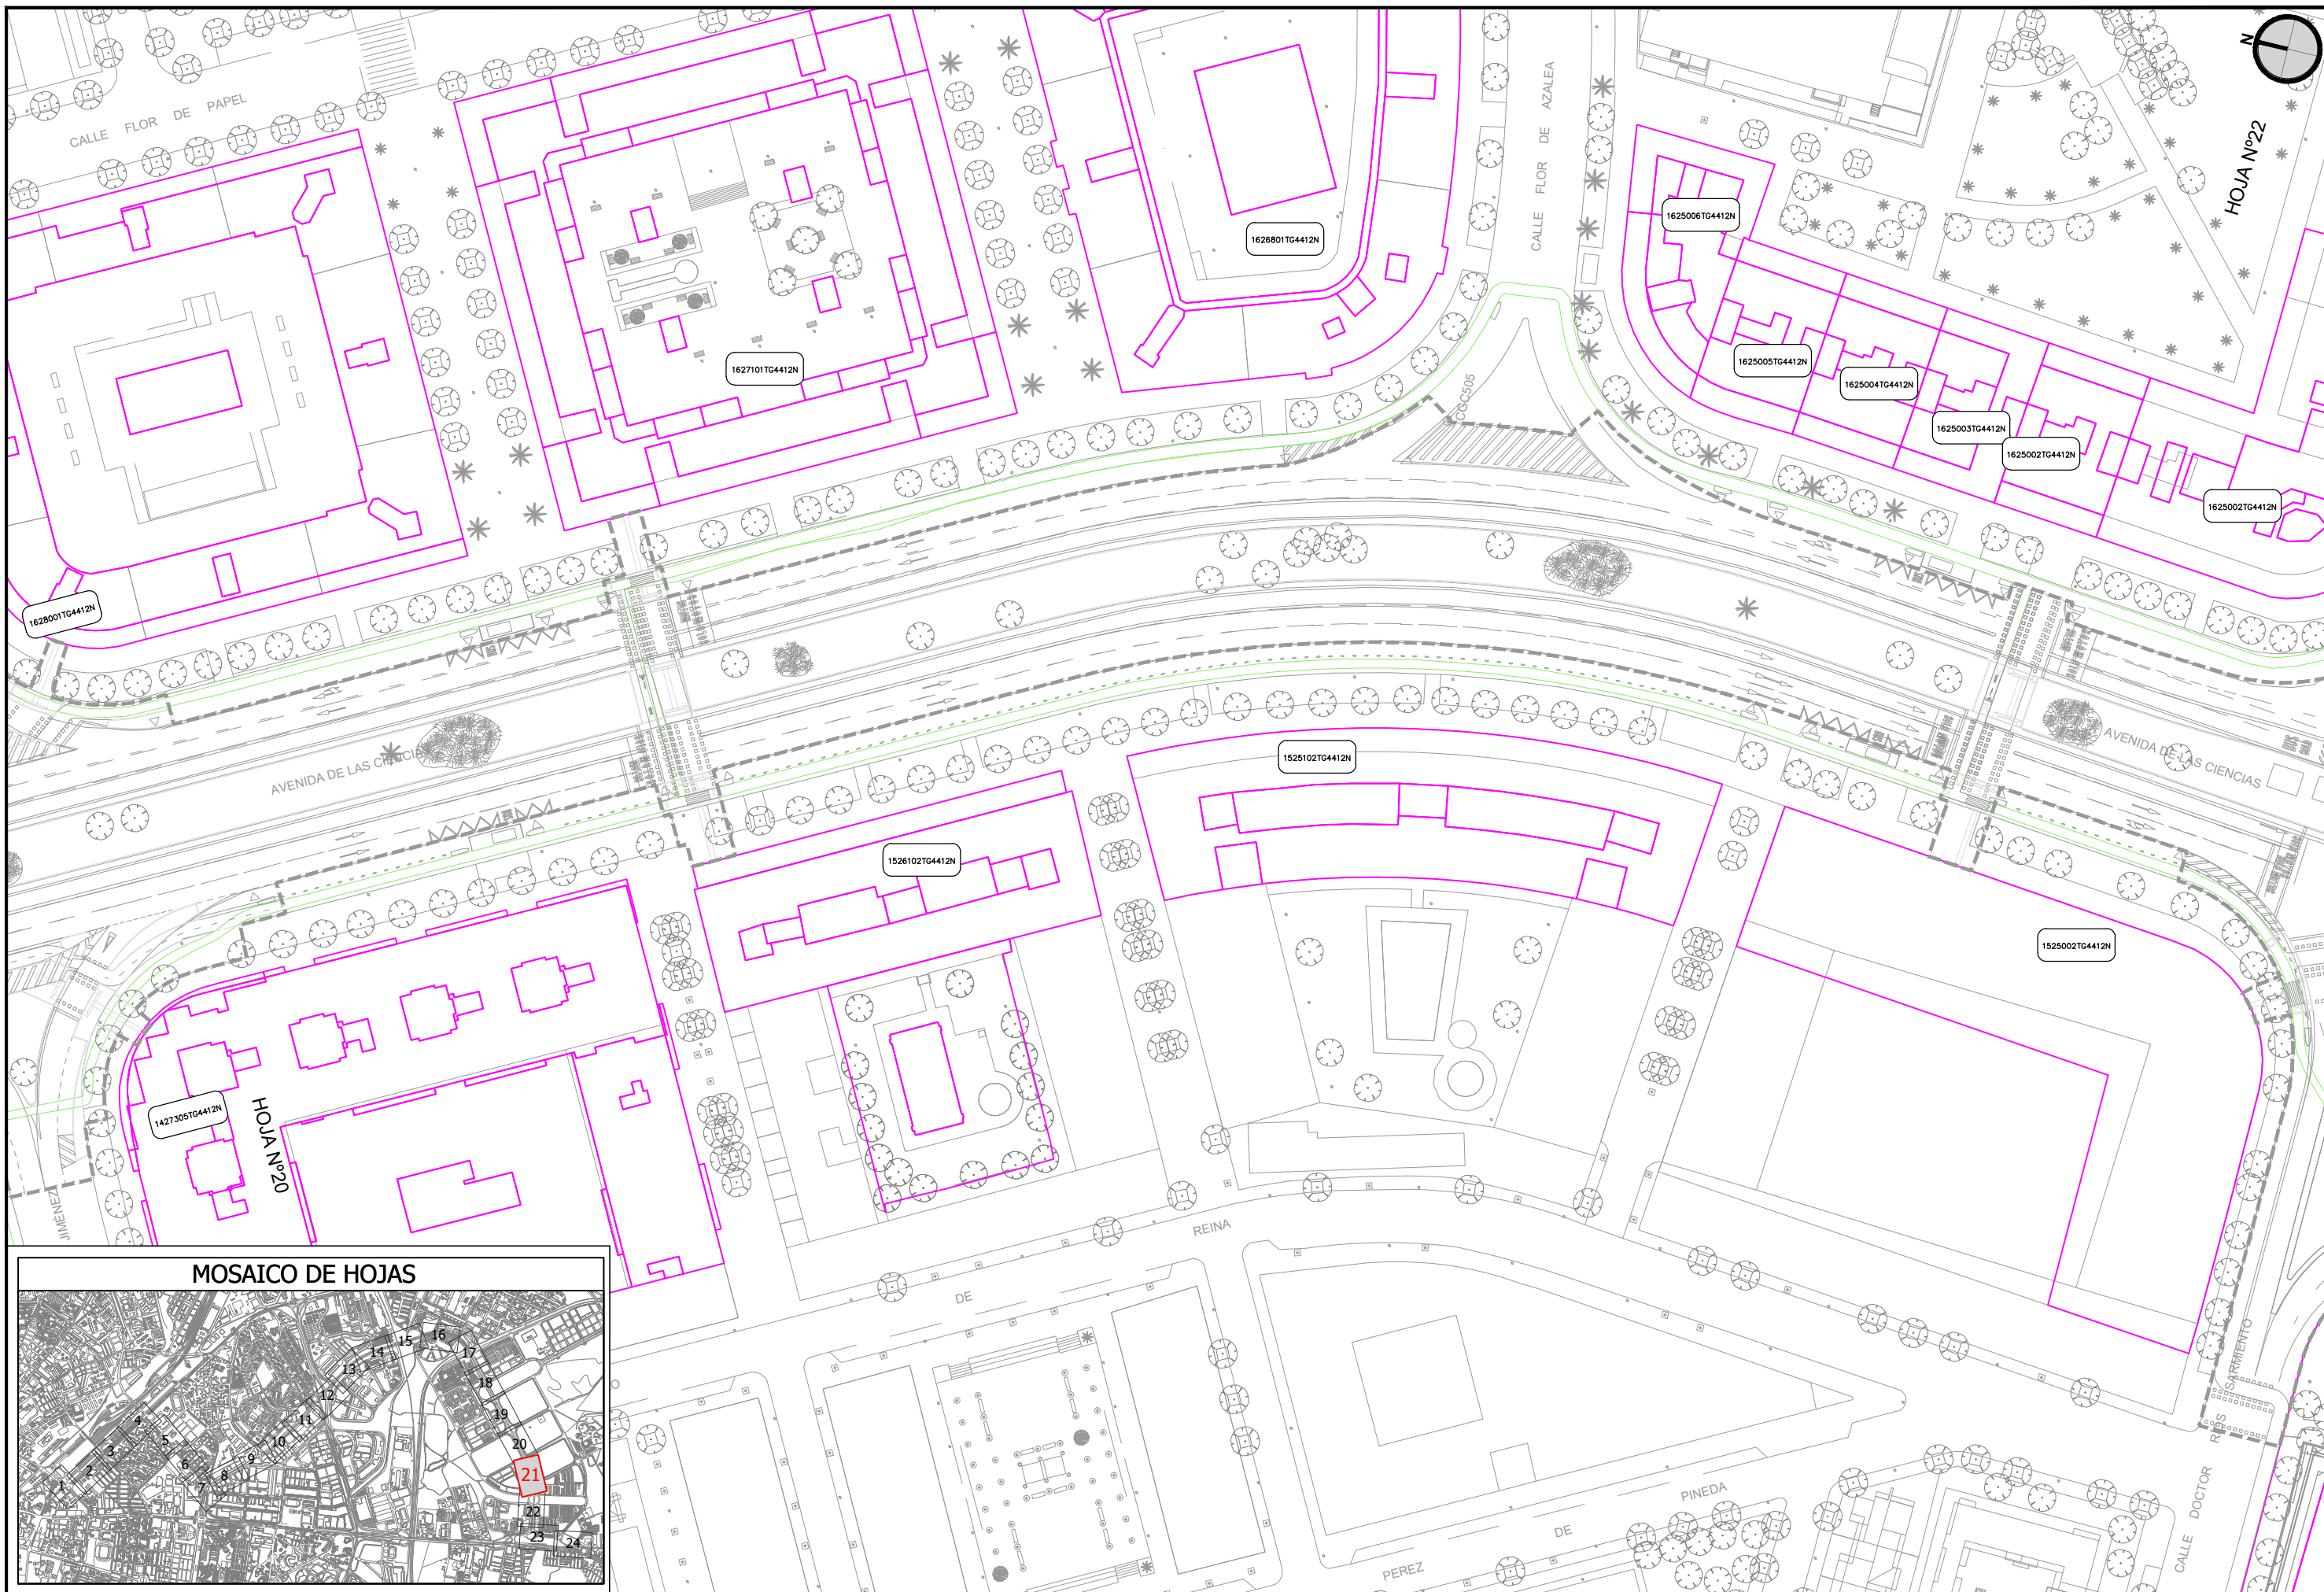 N
HOJA Nº22
CALLE FLOR DE PAPEL
CALLE FLOR DE AZALEA
1626801TG4412N
1625006TG4412N
1627101TG4412N
1625005TG4412N
1625004TG4412N
1625003TG4412N
1625002TG4412N
1625002TG4412N
CGC505
1628001TG4412N
AVENIDA DE LAS CIENCIAS
AVENIDA DE LAS CIENCIAS
1525102TG4412N
1526102TG4412N
1525002TG4412N
1427305TG4412N
HOJA Nº20
JIMÉNEZ
REINA
DE
PEREZ DE PINEDA
CALLE DOCTOR
SARMIENTO
MOSAICO DE HOJAS
1
2
3
4
5
6
7
8
9
10
11
12
13
14
15
16
17
18
19
20
21
22
23
24